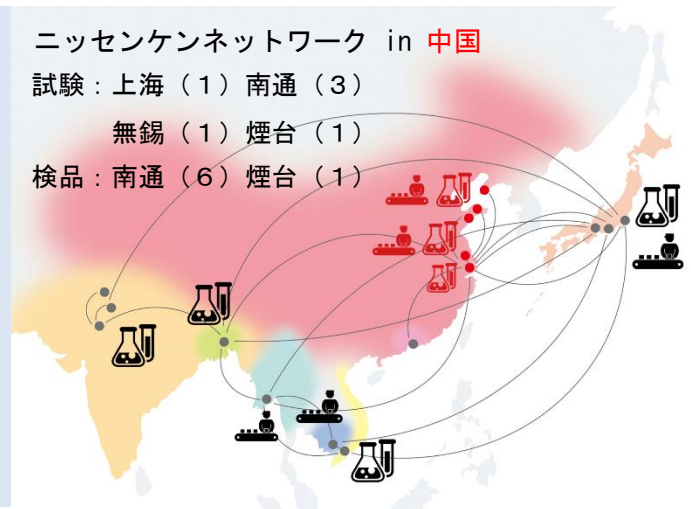 ニッセンケンネットワーク in 中国
試験：上海（１）南通（３）
無錫（１）煙台（１）
検品：南通（６）煙台（１）